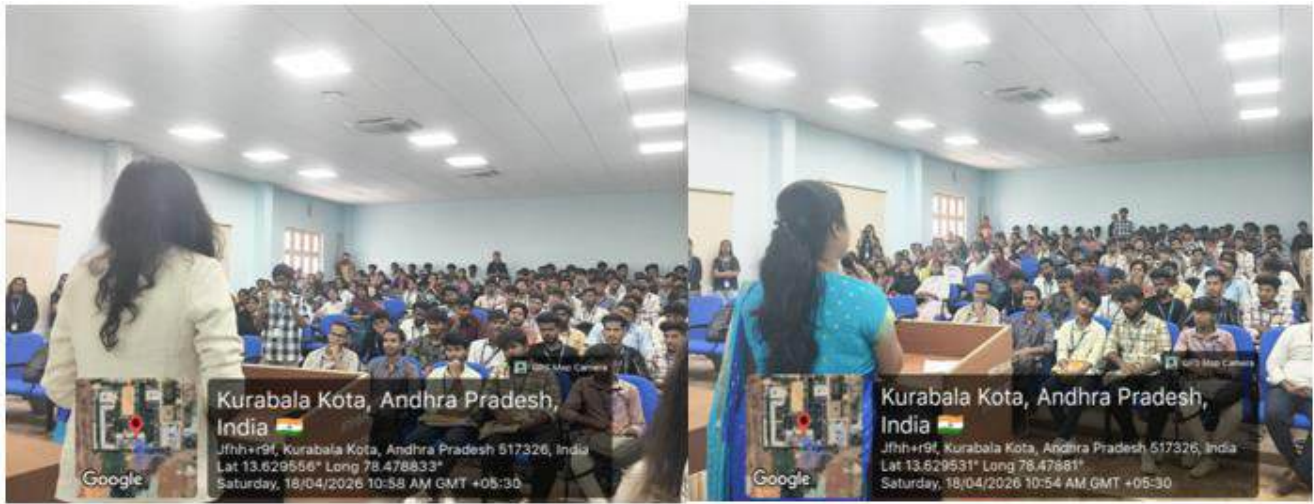 GPS Map Camera
Kurabala Kota, Andhra Pradesh,
India
Jfhh+r9f, Kurabala Kota, Andhra Pradesh 517326, India
Lat 13.629556° Long 78.478833°
Saturday, 18/04/2026 10:58 AM GMT +05:30
Google
GPS Map Camera
Kurabala Kota, Andhra Pradesh,
India
Jfhh+r9f, Kurabala Kota, Andhra Pradesh 517326, India
Lat 13.629531° Long 78.47881°
Saturday, 18/04/2026 10:54 AM GMT +05:30
Google